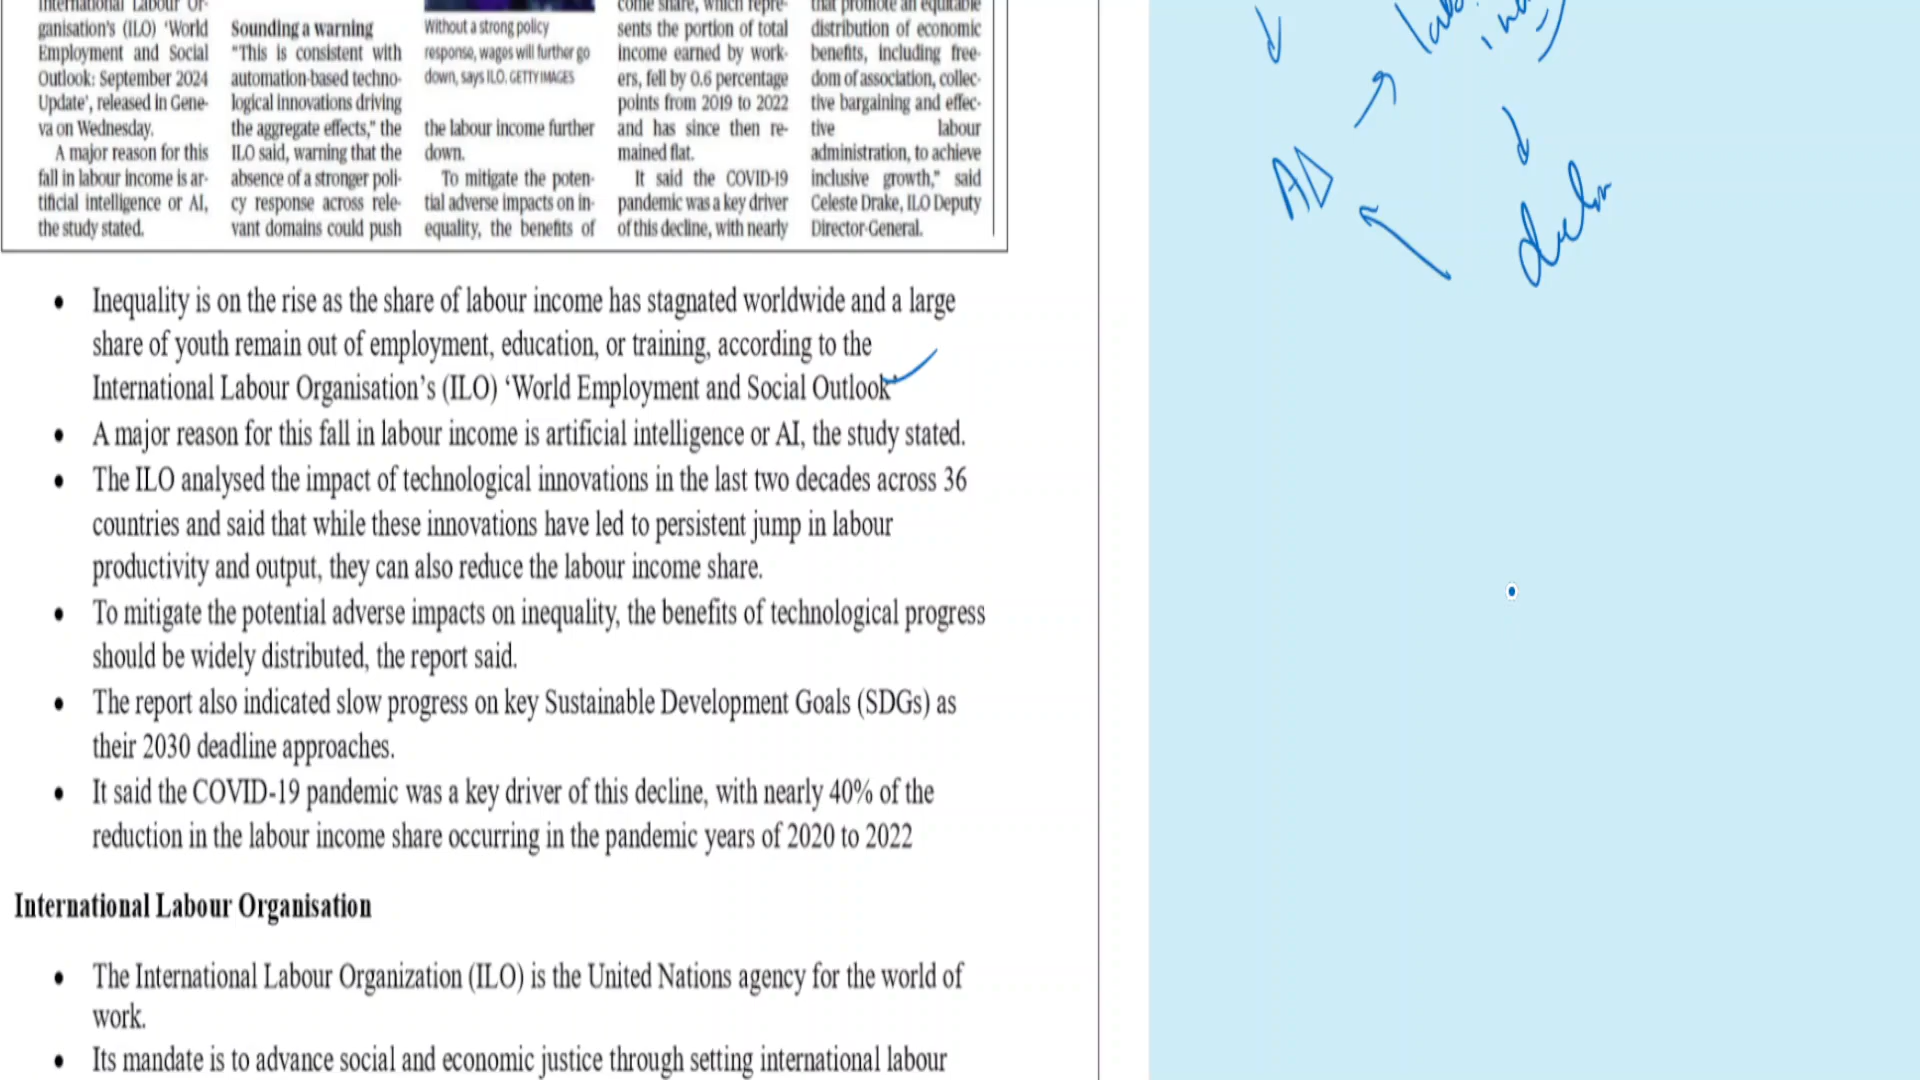 International Labour Or-
ganisation's (ILO) 'World
Employment and Social
Outlook: September 2024
Update', released in Gene-
va on Wednesday.
A major reason for this
fall in labour income is ar-
tificial intelligence or AI,
the study stated.
Sounding a warning
"This is consistent with
automation-based techno-
logical innovations driving
the aggregate effects," the
ILO said, warning that the
absence of a stronger poli-
cy response across rele-
vant domains could push
Without a strong policy
response, wages will further go
down, says ILO. GETTY IMAGES
the labour income further
down.
To mitigate the poten-
tial adverse impacts on in-
equality, the benefits of
come share, which repre-
sents the portion of total
income earned by work-
ers, fell by 0.6 percentage
points from 2019 to 2022
and has since then re-
mained flat.
It said the COVID-19
pandemic was a key driver
of this decline, with nearly
that promote an equitable
distribution of economic
benefits, including free-
dom of association, collec-
tive bargaining and effec-
tive labour
administration, to achieve
inclusive growth," said
Celeste Drake, ILO Deputy
Director-General.
• Inequality is on the rise as the share of labour income has stagnated worldwide and a large
share of youth remain out of employment, education, or training, according to the
International Labour Organisation's (ILO) 'World Employment and Social Outlook'
• A major reason for this fall in labour income is artificial intelligence or AI, the study stated.
• The ILO analysed the impact of technological innovations in the last two decades across 36
countries and said that while these innovations have led to persistent jump in labour
productivity and output, they can also reduce the labour income share.
• To mitigate the potential adverse impacts on inequality, the benefits of technological progress
should be widely distributed, the report said.
• The report also indicated slow progress on key Sustainable Development Goals (SDGs) as
their 2030 deadline approaches.
• It said the COVID-19 pandemic was a key driver of this decline, with nearly 40% of the
reduction in the labour income share occurring in the pandemic years of 2020 to 2022
International Labour Organisation
• The International Labour Organization (ILO) is the United Nations agency for the world of
work.
• Its mandate is to advance social and economic justice through setting international labour
AD